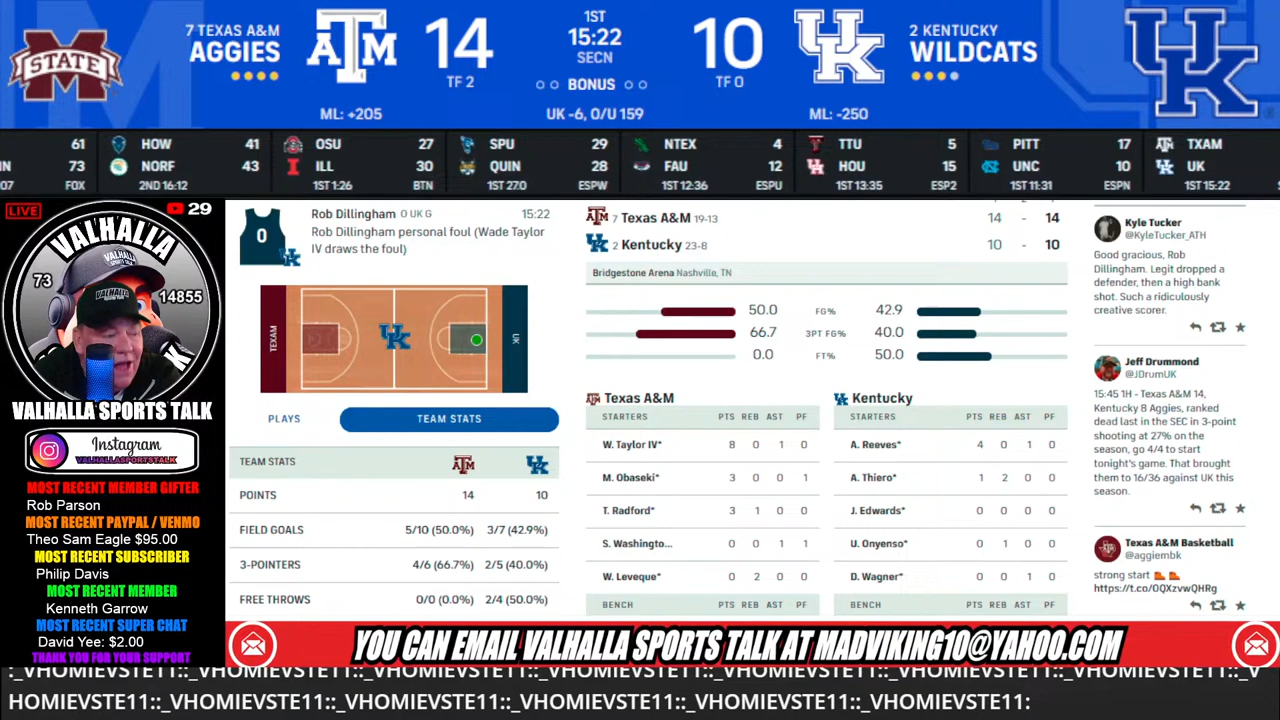 7 TEXAS A&M
AGGIES
14
TF 2
1ST
15:22
SECN
BONUS
10
TF 0
2 KENTUCKY
WILDCATS
STATE
ATM
UK
UK
ML: +205
UK -6, O/U 159
ML: -250
61
IN 73
07 FOX
HOW 41
NORF 43
2ND 16:12
OSU 27
ILL 30
1ST 1:26 BTN
SPU 29
QUIN 28
1ST 27.0 ESPW
NTEX 4
FAU 12
1ST 12:36 ESPU
TTU 5
HOU 15
1ST 13:35 ESP2
PITT 17
UNC 10
1ST 11:31 ESPN
TXAM
UK
1ST 15:22
LIVE
29
VALHALLA
73
14855
VALHALLA SPORTS TALK
Instagram
VALHALLASPORTSTALK
MOST RECENT MEMBER GIFTER
Rob Parson
MOST RECENT PAYPAL / VENMO
Theo Sam Eagle $95.00
MOST RECENT SUBSCRIBER
Philip Davis
MOST RECENT MEMBER
Kenneth Garrow
MOST RECENT SUPER CHAT
David Yee: $2.00
THANK YOU FOR YOUR SUPPORT
0
Rob Dillingham 0 UK G 15:22
Rob Dillingham personal foul (Wade Taylor
IV draws the foul)
TEXAM
UK
UK
PLAYS
TEAM STATS
TEAM STATS
POINTS 14 10
FIELD GOALS 5/10 (50.0%) 3/7 (42.9%)
3-POINTERS 4/6 (66.7%) 2/5 (40.0%)
FREE THROWS 0/0 (0.0%) 2/4 (50.0%)
7 Texas A&M 19-13 14 - 14
2 Kentucky 23-8 10 - 10
Bridgestone Arena Nashville, TN
50.0 FG% 42.9
66.7 3PT FG% 40.0
0.0 FT% 50.0
Texas A&M
STARTERS PTS REB AST PF
W. Taylor IV* 8 0 1 0
M. Obaseki* 3 0 0 1
T. Radford* 3 1 0 0
S. Washingto... 0 0 1 1
W. Leveque* 0 2 0 0
BENCH PTS REB AST PF
Kentucky
STARTERS PTS REB AST PF
A. Reeves* 4 0 1 0
A. Thiero* 1 2 0 0
J. Edwards* 0 0 0 0
U. Onyenso* 0 1 0 0
D. Wagner* 0 0 1 0
BENCH PTS REB AST PF
Kyle Tucker
@KyleTucker_ATH
Good gracious, Rob
Dillingham. Legit dropped a
defender, then a high bank
shot. Such a ridiculously
creative scorer.
Jeff Drummond
@JDrumUK
15:45 1H - Texas A&M 14,
Kentucky 8 Aggies, ranked
dead last in the SEC in 3-point
shooting at 27% on the
season, go 4/4 to start
tonight's game. That brought
them to 16/36 against UK this
season.
Texas A&M Basketball
@aggiembk
strong start
https://t.co/0QXzvwQHRg
YOU CAN EMAIL VALHALLA SPORTS TALK AT MADVIKING10@YAHOO.COM
:_VHOMIEVSTE11::_VHOMIEVSTE11::_VHOMIEVSTE11::_VHOMIEVSTE11::_VHOMIEVSTE11::_VHOMIEVSTE11::_VHOMIEVSTE11::_V
HOMIEVSTE11::_VHOMIEVSTE11::_VHOMIEVSTE11::_VHOMIEVSTE11::_VHOMIEVSTE11::_VHOMIEVSTE11: